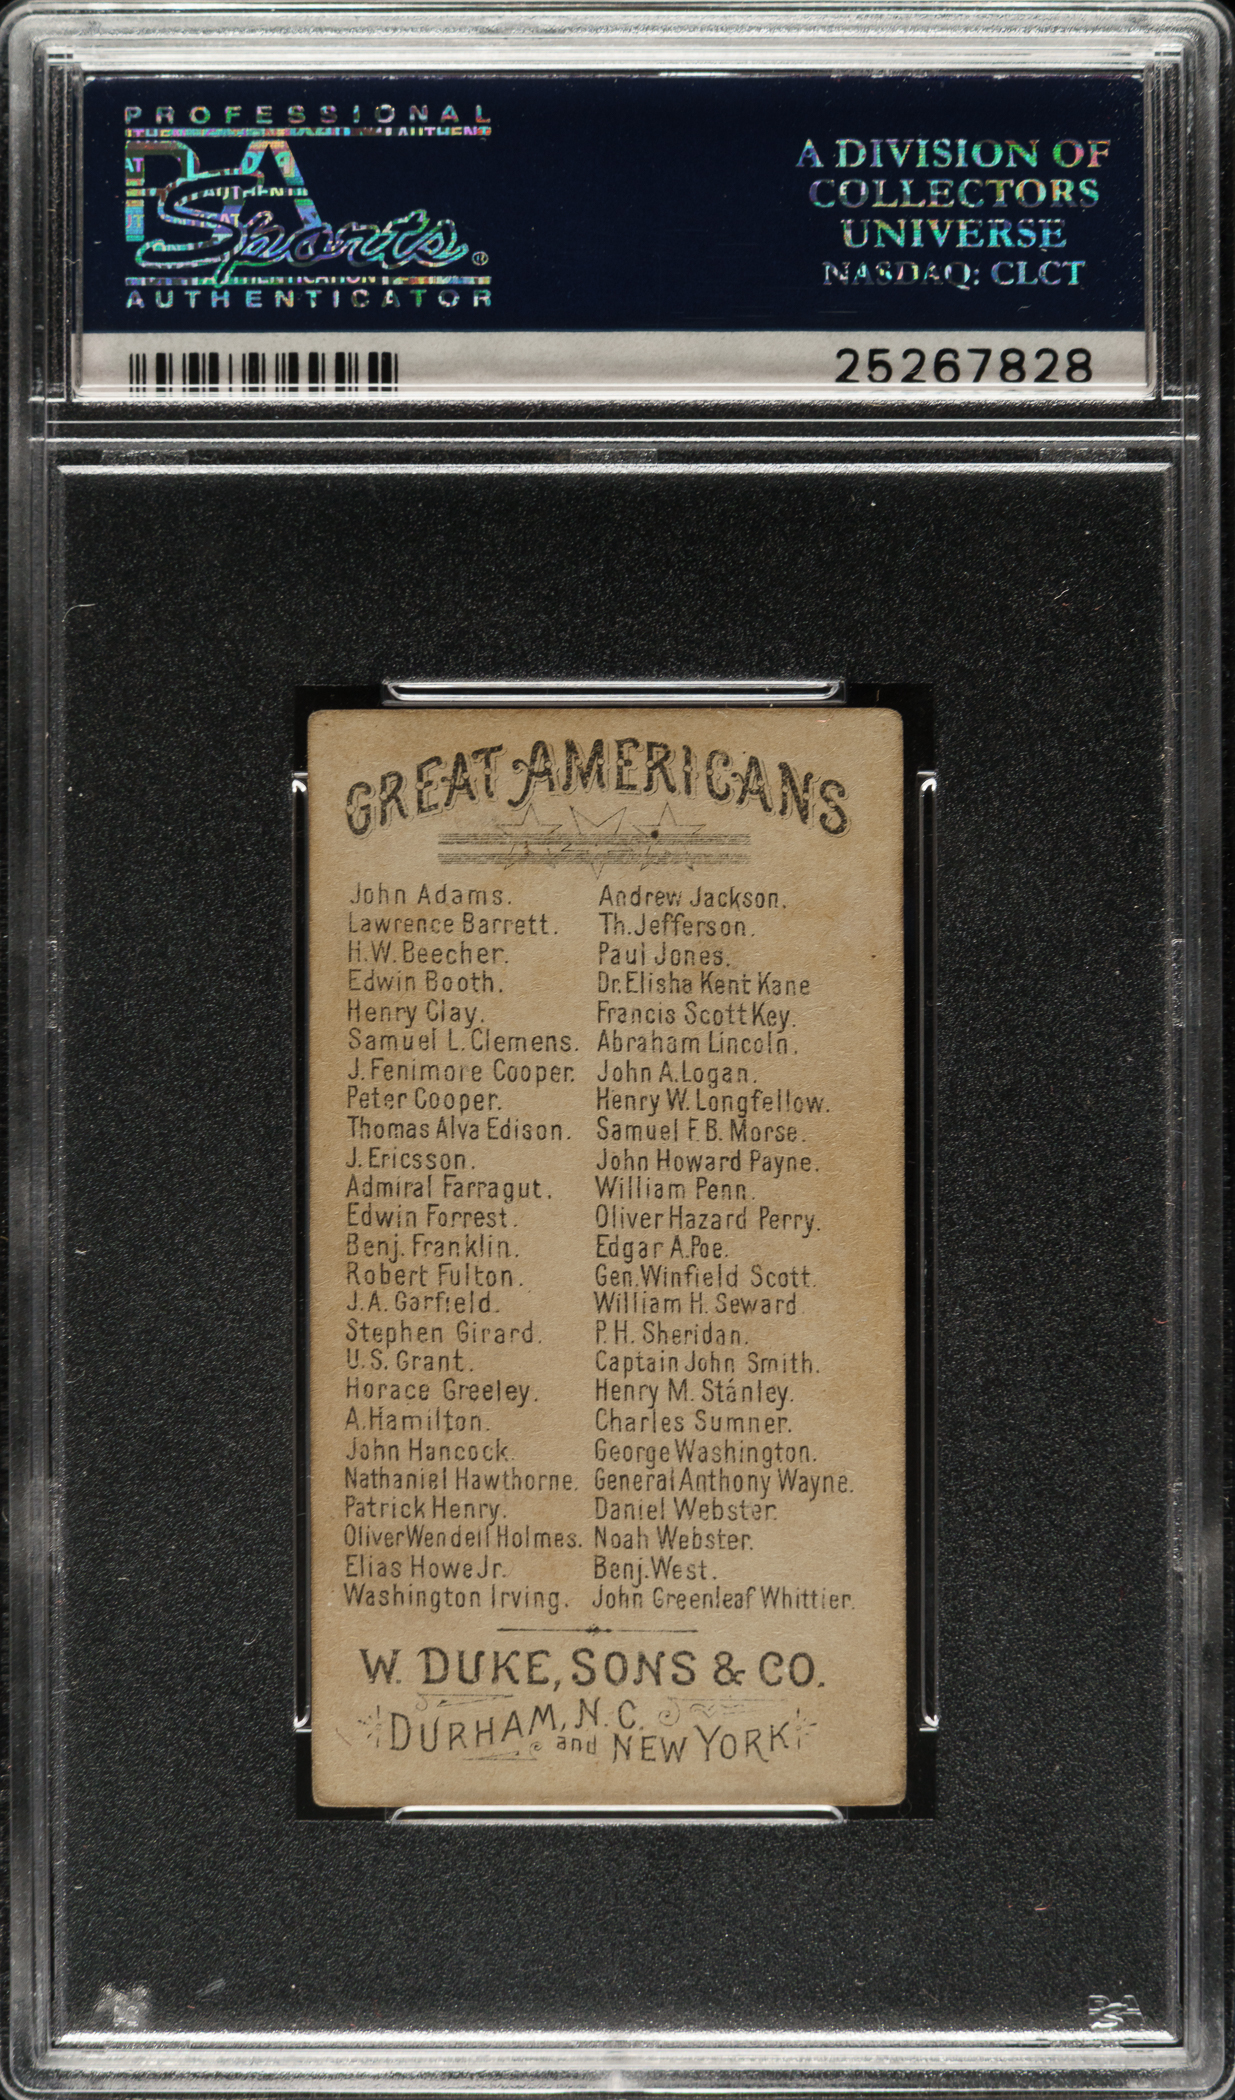 PROFESSIONAL
PSA
Sports®
AUTHENTICATOR
A DIVISION OF
COLLECTORS
UNIVERSE
NASDAQ: CLCT
25267828
GREAT AMERICANS
John Adams.
Lawrence Barrett.
H.W. Beecher.
Edwin Booth.
Henry Clay.
Samuel L. Clemens.
J. Fenimore Cooper.
Peter Cooper.
Thomas Alva Edison.
J. Ericsson.
Admiral Farragut.
Edwin Forrest.
Benj. Franklin.
Robert Fulton.
J.A. Garfield.
Stephen Girard.
U.S. Grant.
Horace Greeley.
A. Hamilton.
John Hancock.
Nathaniel Hawthorne.
Patrick Henry.
Oliver Wendell Holmes.
Elias Howe Jr.
Washington Irving.
Andrew Jackson.
Th. Jefferson.
Paul Jones.
Dr. Elisha Kent Kane
Francis Scott Key.
Abraham Lincoln.
John A. Logan.
Henry W. Longfellow.
Samuel F. B. Morse.
John Howard Payne.
William Penn.
Oliver Hazard Perry.
Edgar A. Poe.
Gen. Winfield Scott.
William H. Seward
P. H. Sheridan.
Captain John Smith.
Henry M. Stanley.
Charles Sumner.
George Washington.
General Anthony Wayne.
Daniel Webster.
Noah Webster.
Benj. West.
John Greenleaf Whittier.
W. DUKE, SONS & CO.
DURHAM, N.C.
and NEW YORK
PSA